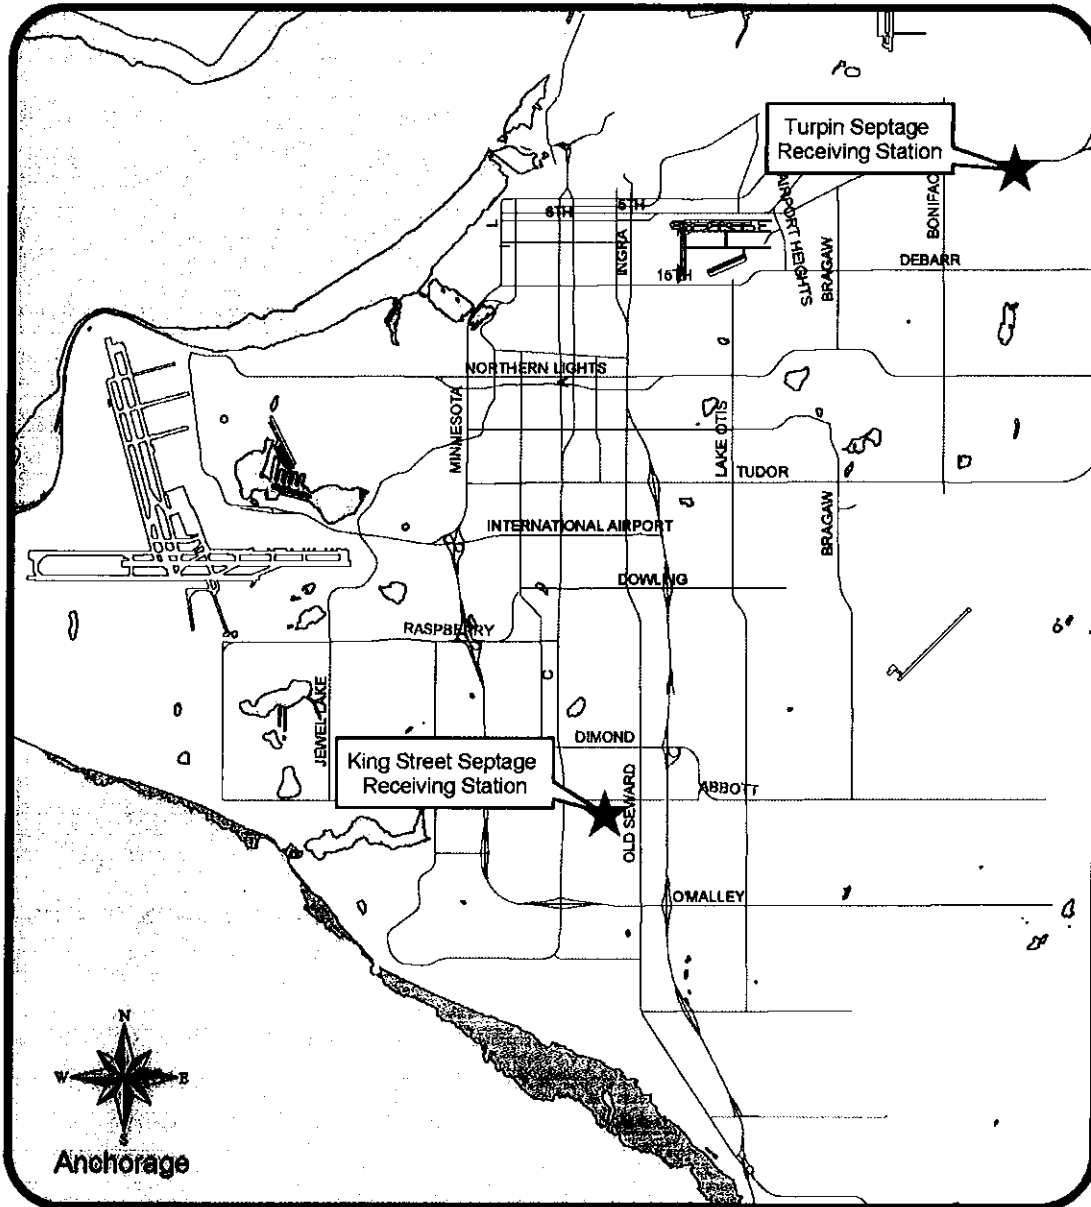 Turpin Septage
Receiving Station
6TH
5TH
L
INGRA
15TH
AIRPORT HEIGHTS
BRAGAW
BONIFAC
DEBARR
NORTHERN LIGHTS
A
MINNESOTA
LAKE OTIS
TUDOR
INTERNATIONAL AIRPORT
BRAGAW
DOWLING
RASPBERRY
C
JEWEL LAKE
DIMOND
King Street Septage
Receiving Station
OLD SEWARD
ABBOTT
O'MALLEY
N
W
E
S
Anchorage